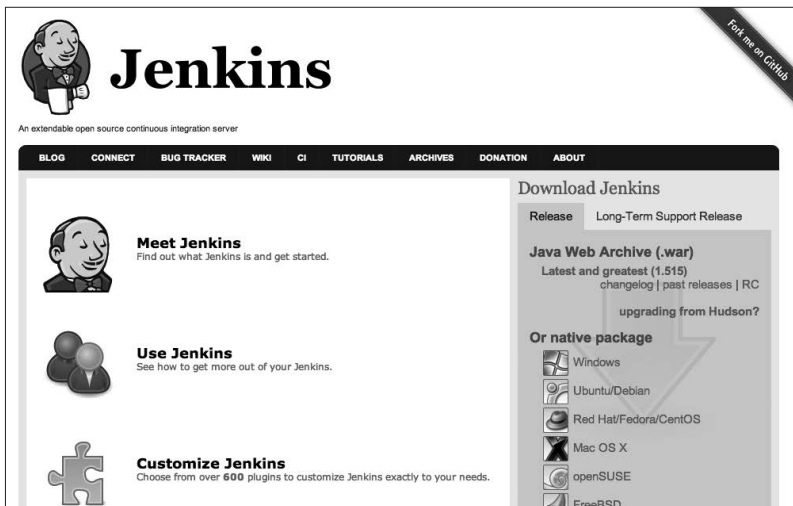 Fork me on GitHub
Jenkins
An extendable open source continuous integration server
BLOG CONNECT BUG TRACKER WIKI CI TUTORIALS ARCHIVES DONATION ABOUT
Meet Jenkins
Find out what Jenkins is and get started.
Use Jenkins
See how to get more out of your Jenkins.
Customize Jenkins
Choose from over 600 plugins to customize Jenkins exactly to your needs.
Download Jenkins
Release Long-Term Support Release
Java Web Archive (.war)
Latest and greatest (1.515)
changelog | past releases | RC
upgrading from Hudson?
Or native package
Windows
Ubuntu/Debian
Red Hat/Fedora/CentOS
Mac OS X
openSUSE
FreeBSD